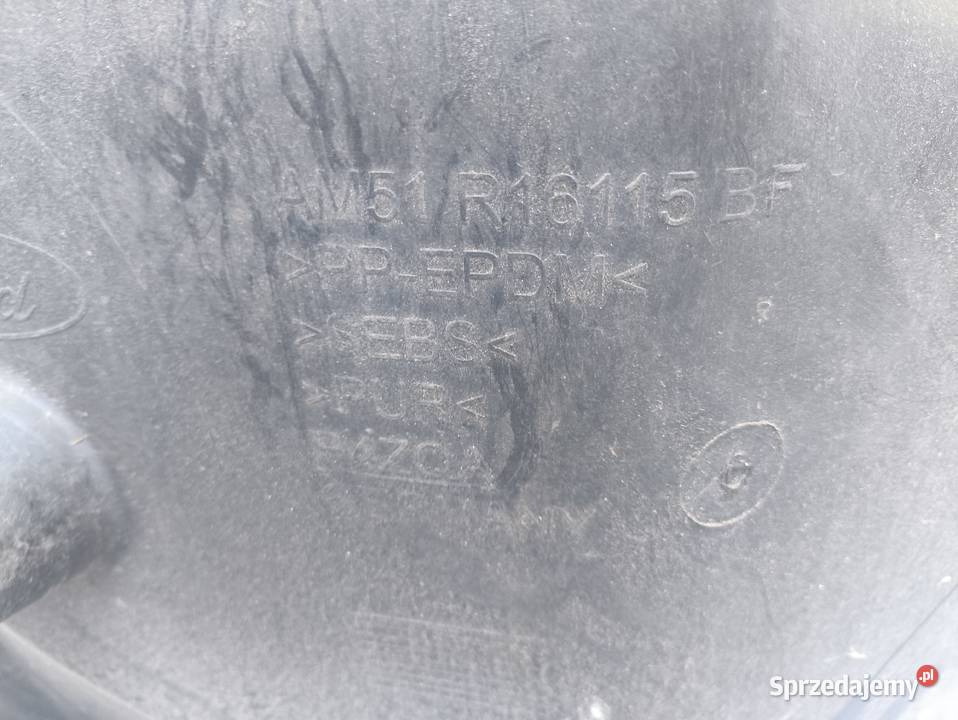 AM51 R16115 BF
>PP-EPDM<
>SEBS<
>PUR<
Sprzedajemy.pl